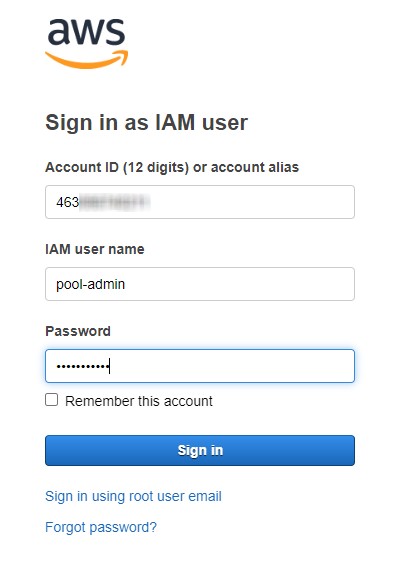 aws
Sign in as IAM user
Account ID (12 digits) or account alias
463
IAM user name
pool-admin
Password
•••••••••••
Remember this account
Sign in
Sign in using root user email
Forgot password?